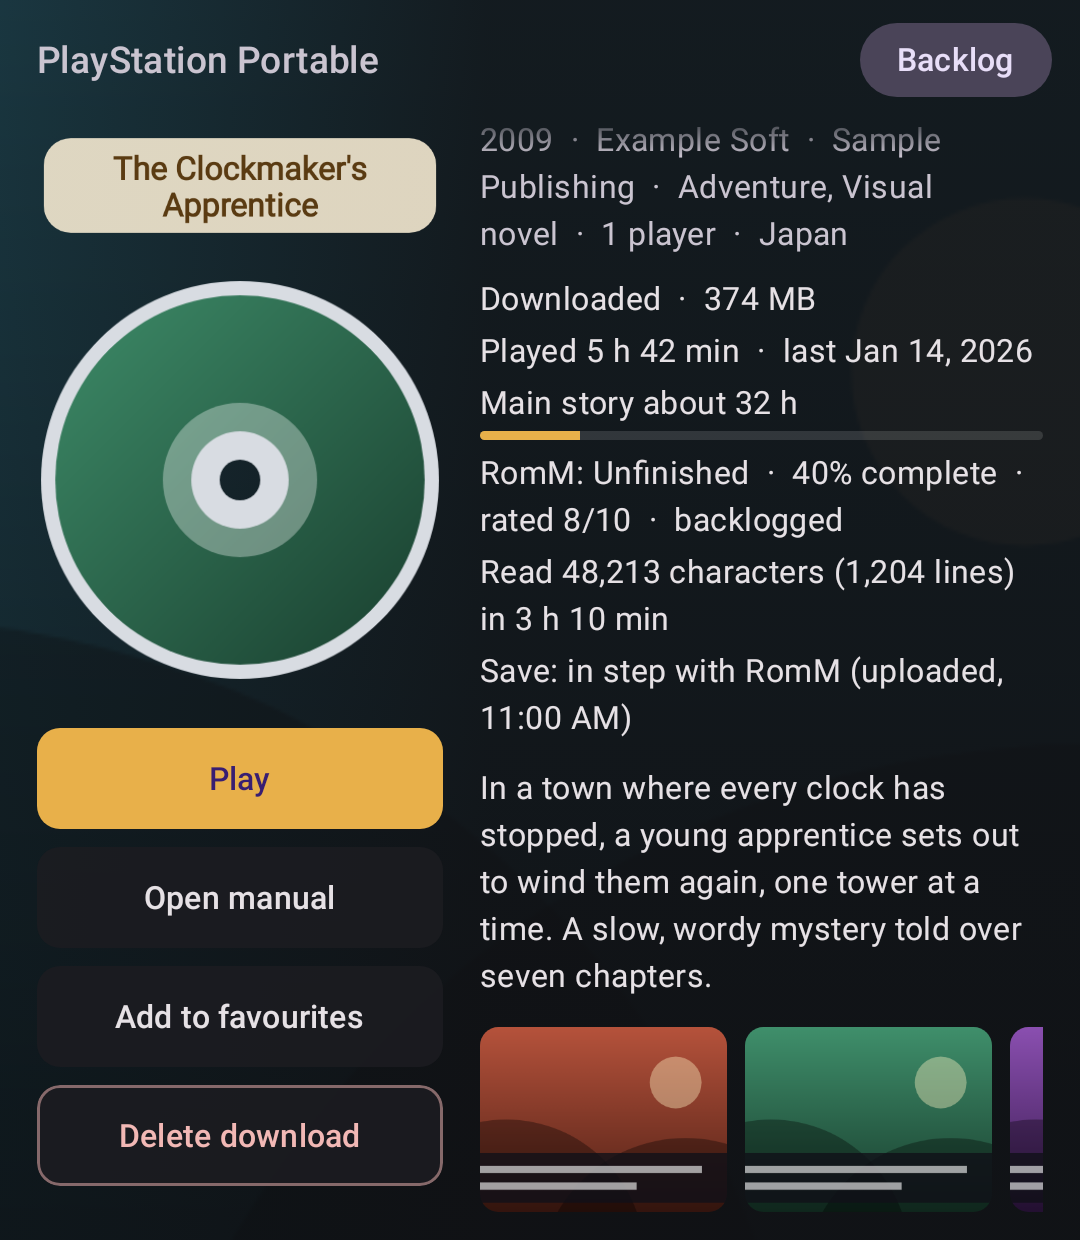 PlayStation Portable
Backlog
The Clockmaker's
Apprentice
Play
Open manual
Add to favourites
Delete download
2009 · Example Soft · Sample
Publishing · Adventure, Visual
novel · 1 player · Japan
Downloaded · 374 MB
Played 5 h 42 min · last Jan 14, 2026
Main story about 32 h
RomM: Unfinished · 40% complete ·
rated 8/10 · backlogged
Read 48,213 characters (1,204 lines)
in 3 h 10 min
Save: in step with RomM (uploaded,
11:00 AM)
In a town where every clock has
stopped, a young apprentice sets out
to wind them again, one tower at a
time. A slow, wordy mystery told over
seven chapters.